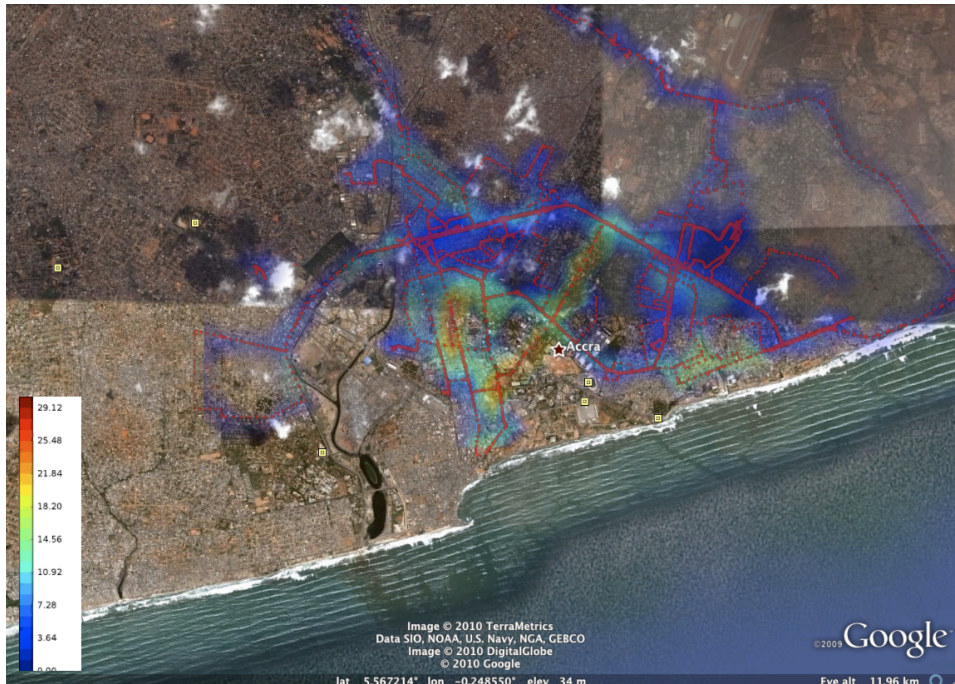 Accra
29.12
25.48
21.84
18.20
14.56
10.92
7.28
3.64
0.00
Image © 2010 TerraMetrics
Data SIO, NOAA, U.S. Navy, NGA, GEBCO
Image © 2010 DigitalGlobe
© 2010 Google
©2009 Google
lat 5.567214° lon -0.248550° elev 34 m
Eye alt 11.96 km